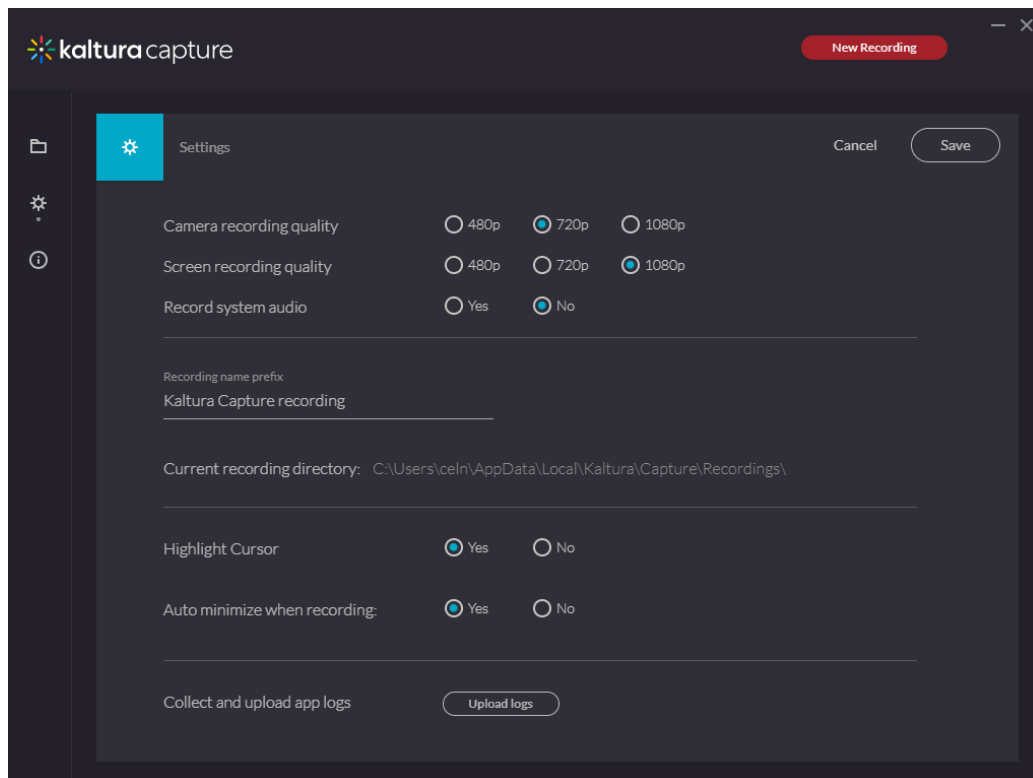 kaltura capture
New Recording
Settings
Cancel
Save
Camera recording quality 480p 720p 1080p
Screen recording quality 480p 720p 1080p
Record system audio Yes No
Recording name prefix
Kaltura Capture recording
Current recording directory: C:\Users\celn\AppData\Local\Kaltura\Capture\Recordings\
Highlight Cursor Yes No
Auto minimize when recording: Yes No
Collect and upload app logs Upload logs